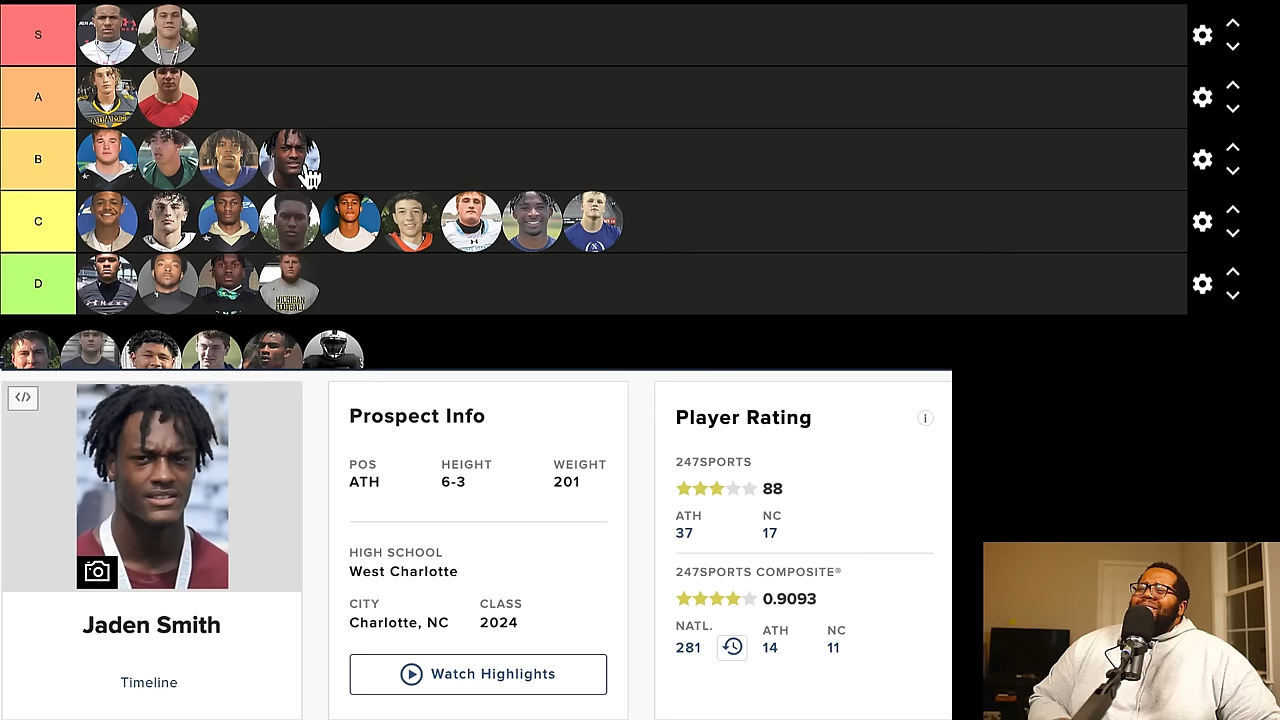 S
A
B
C
D
MICHIGAN
FOOTBALL
</>
Prospect Info
POS HEIGHT WEIGHT
ATH 6-3 201
HIGH SCHOOL
West Charlotte
CITY CLASS
Charlotte, NC 2024
Watch Highlights
Jaden Smith
Timeline
Player Rating
i
247SPORTS
88
ATH NC
37 17
247SPORTS COMPOSITE®
0.9093
NATL. ATH NC
281 14 11